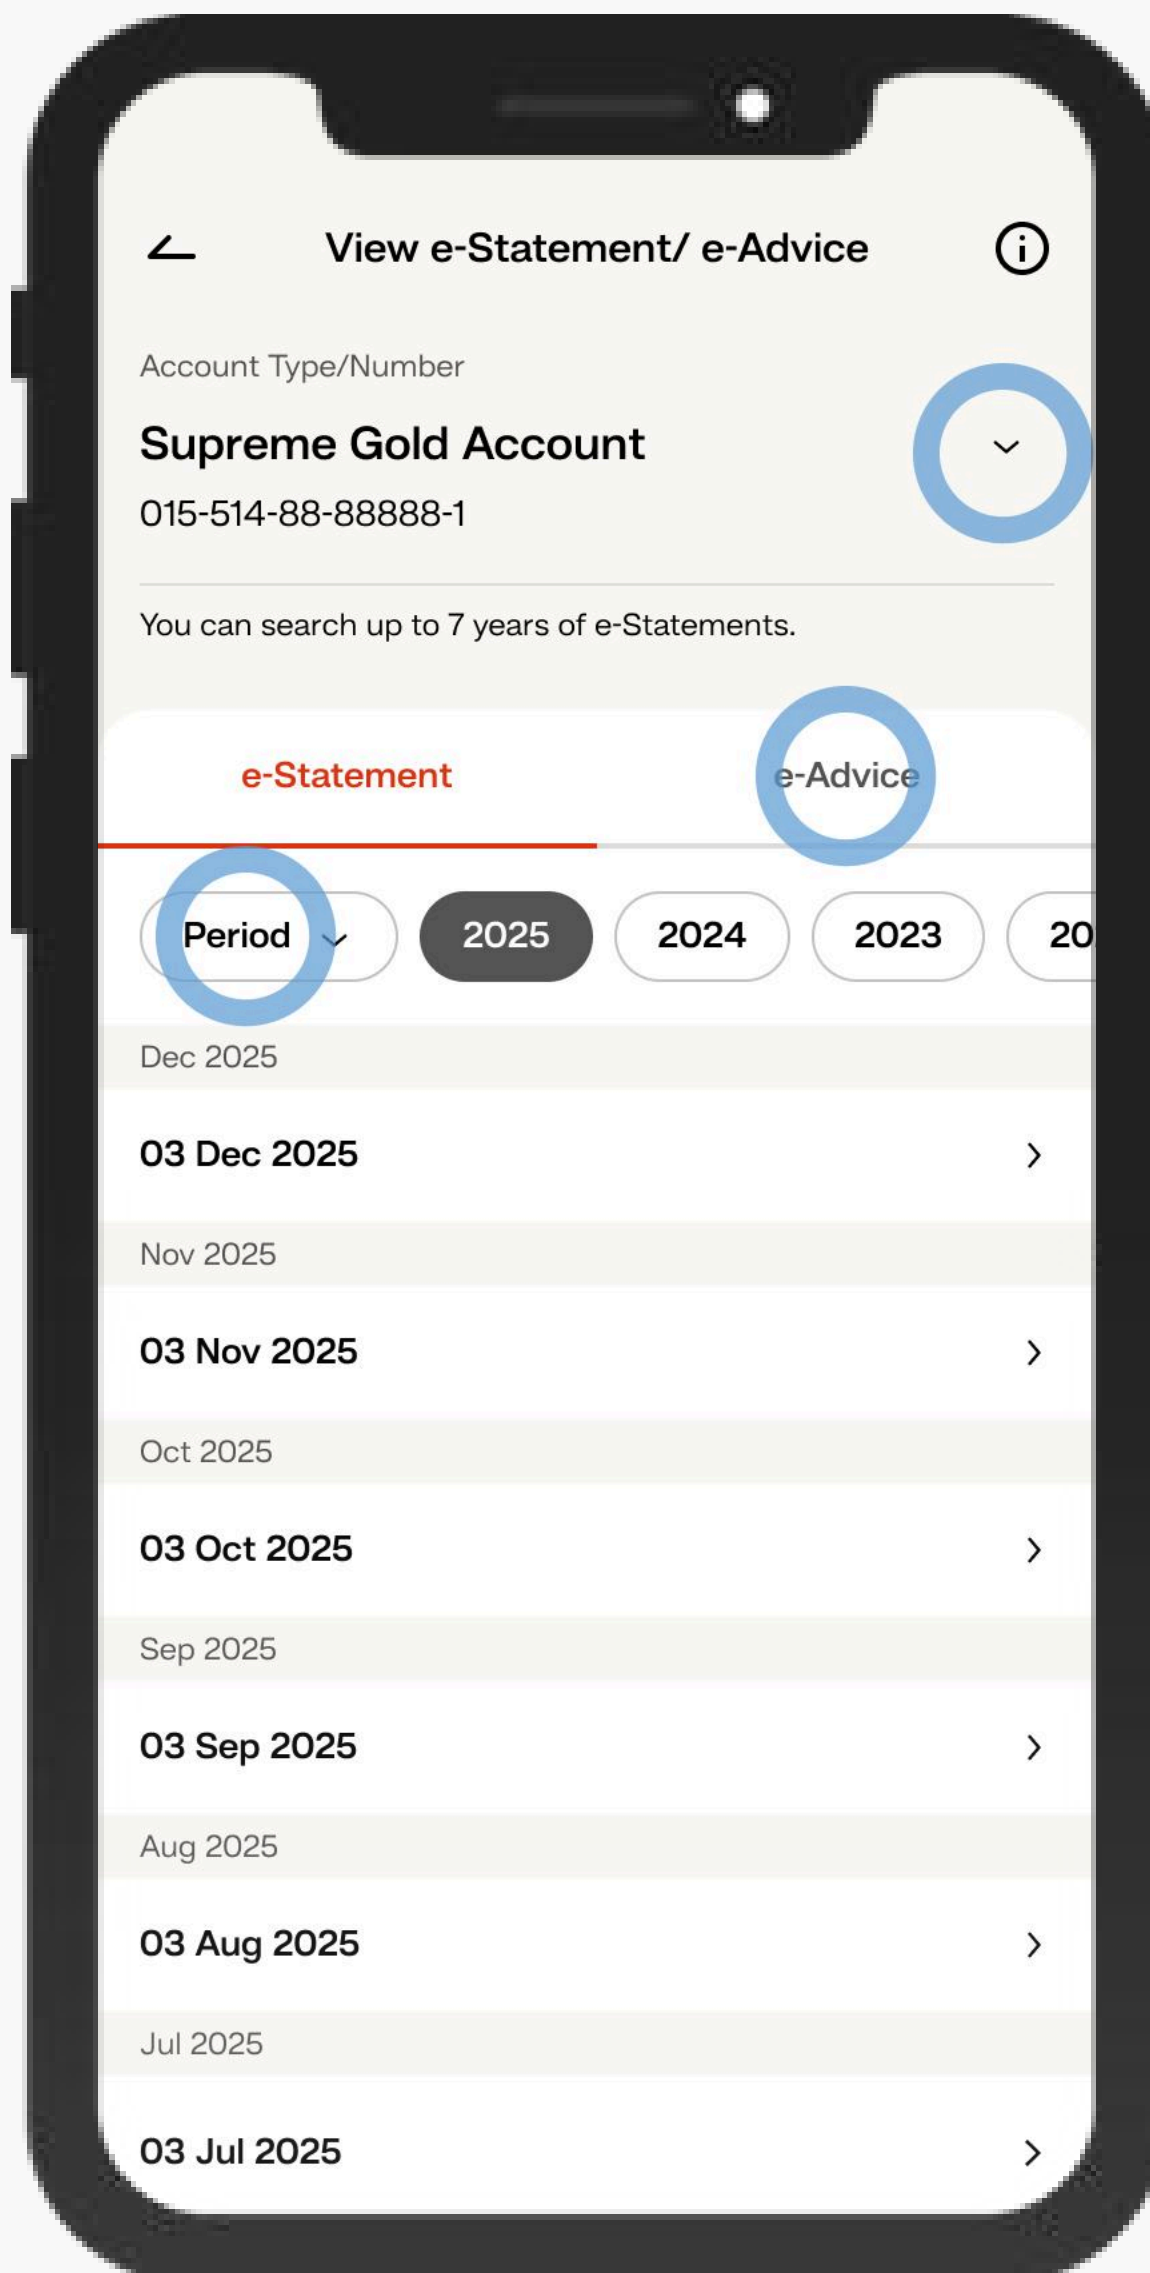 View e-Statement/ e-Advice
Account Type/Number
Supreme Gold Account
015-514-88-88888-1
You can search up to 7 years of e-Statements.
e-Statement e-Advice
Period 2025 2024 2023 20
Dec 2025
03 Dec 2025
Nov 2025
03 Nov 2025
Oct 2025
03 Oct 2025
Sep 2025
03 Sep 2025
Aug 2025
03 Aug 2025
Jul 2025
03 Jul 2025